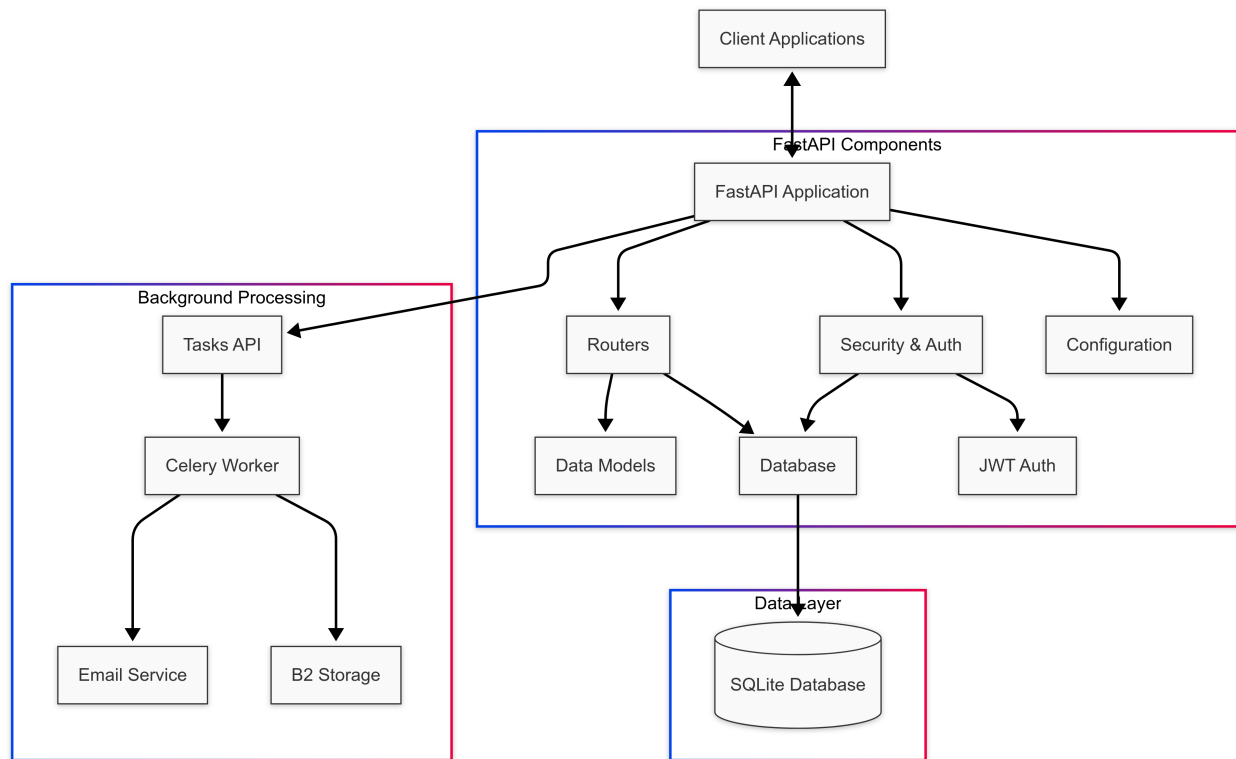 Client Applications
FastAPI Components
FastAPI Application
Background Processing
Tasks API
Routers
Security & Auth
Configuration
Celery Worker
Data Models
Database
JWT Auth
Data Layer
Email Service
B2 Storage
SQLite Database